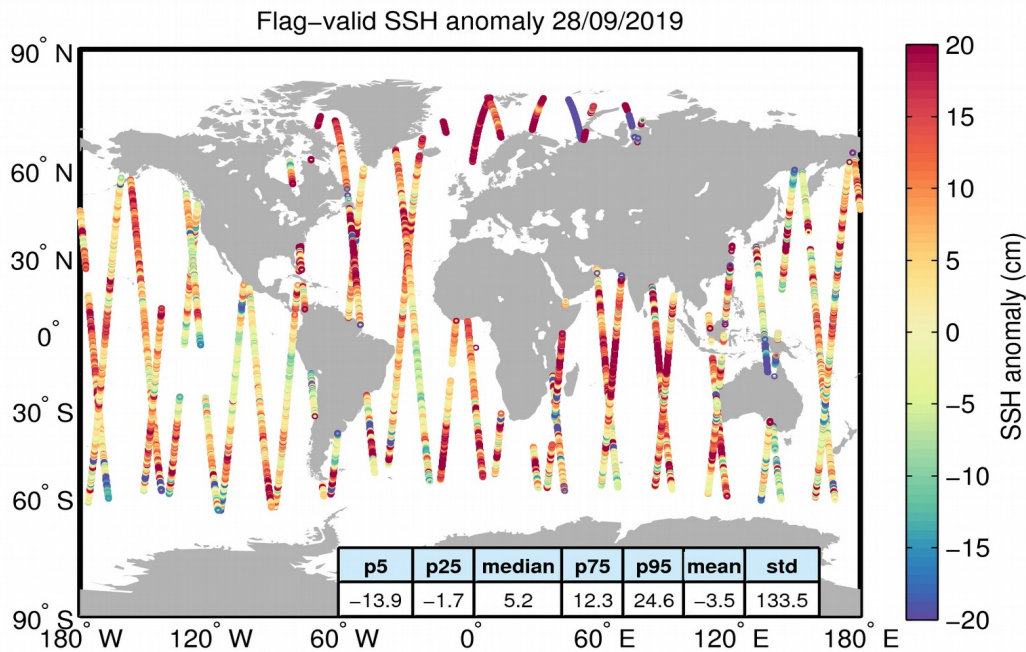 Flag−valid SSH anomaly 28/09/2019
90° N
60° N
30° N
0°
30° S
60° S
90° S
180° W
120° W
60° W
0°
60° E
120° E
180° E
p5 p25 median p75 p95 mean std
−13.9 −1.7 5.2 12.3 24.6 −3.5 133.5
20
15
10
5
0
−5
−10
−15
−20
SSH anomaly (cm)